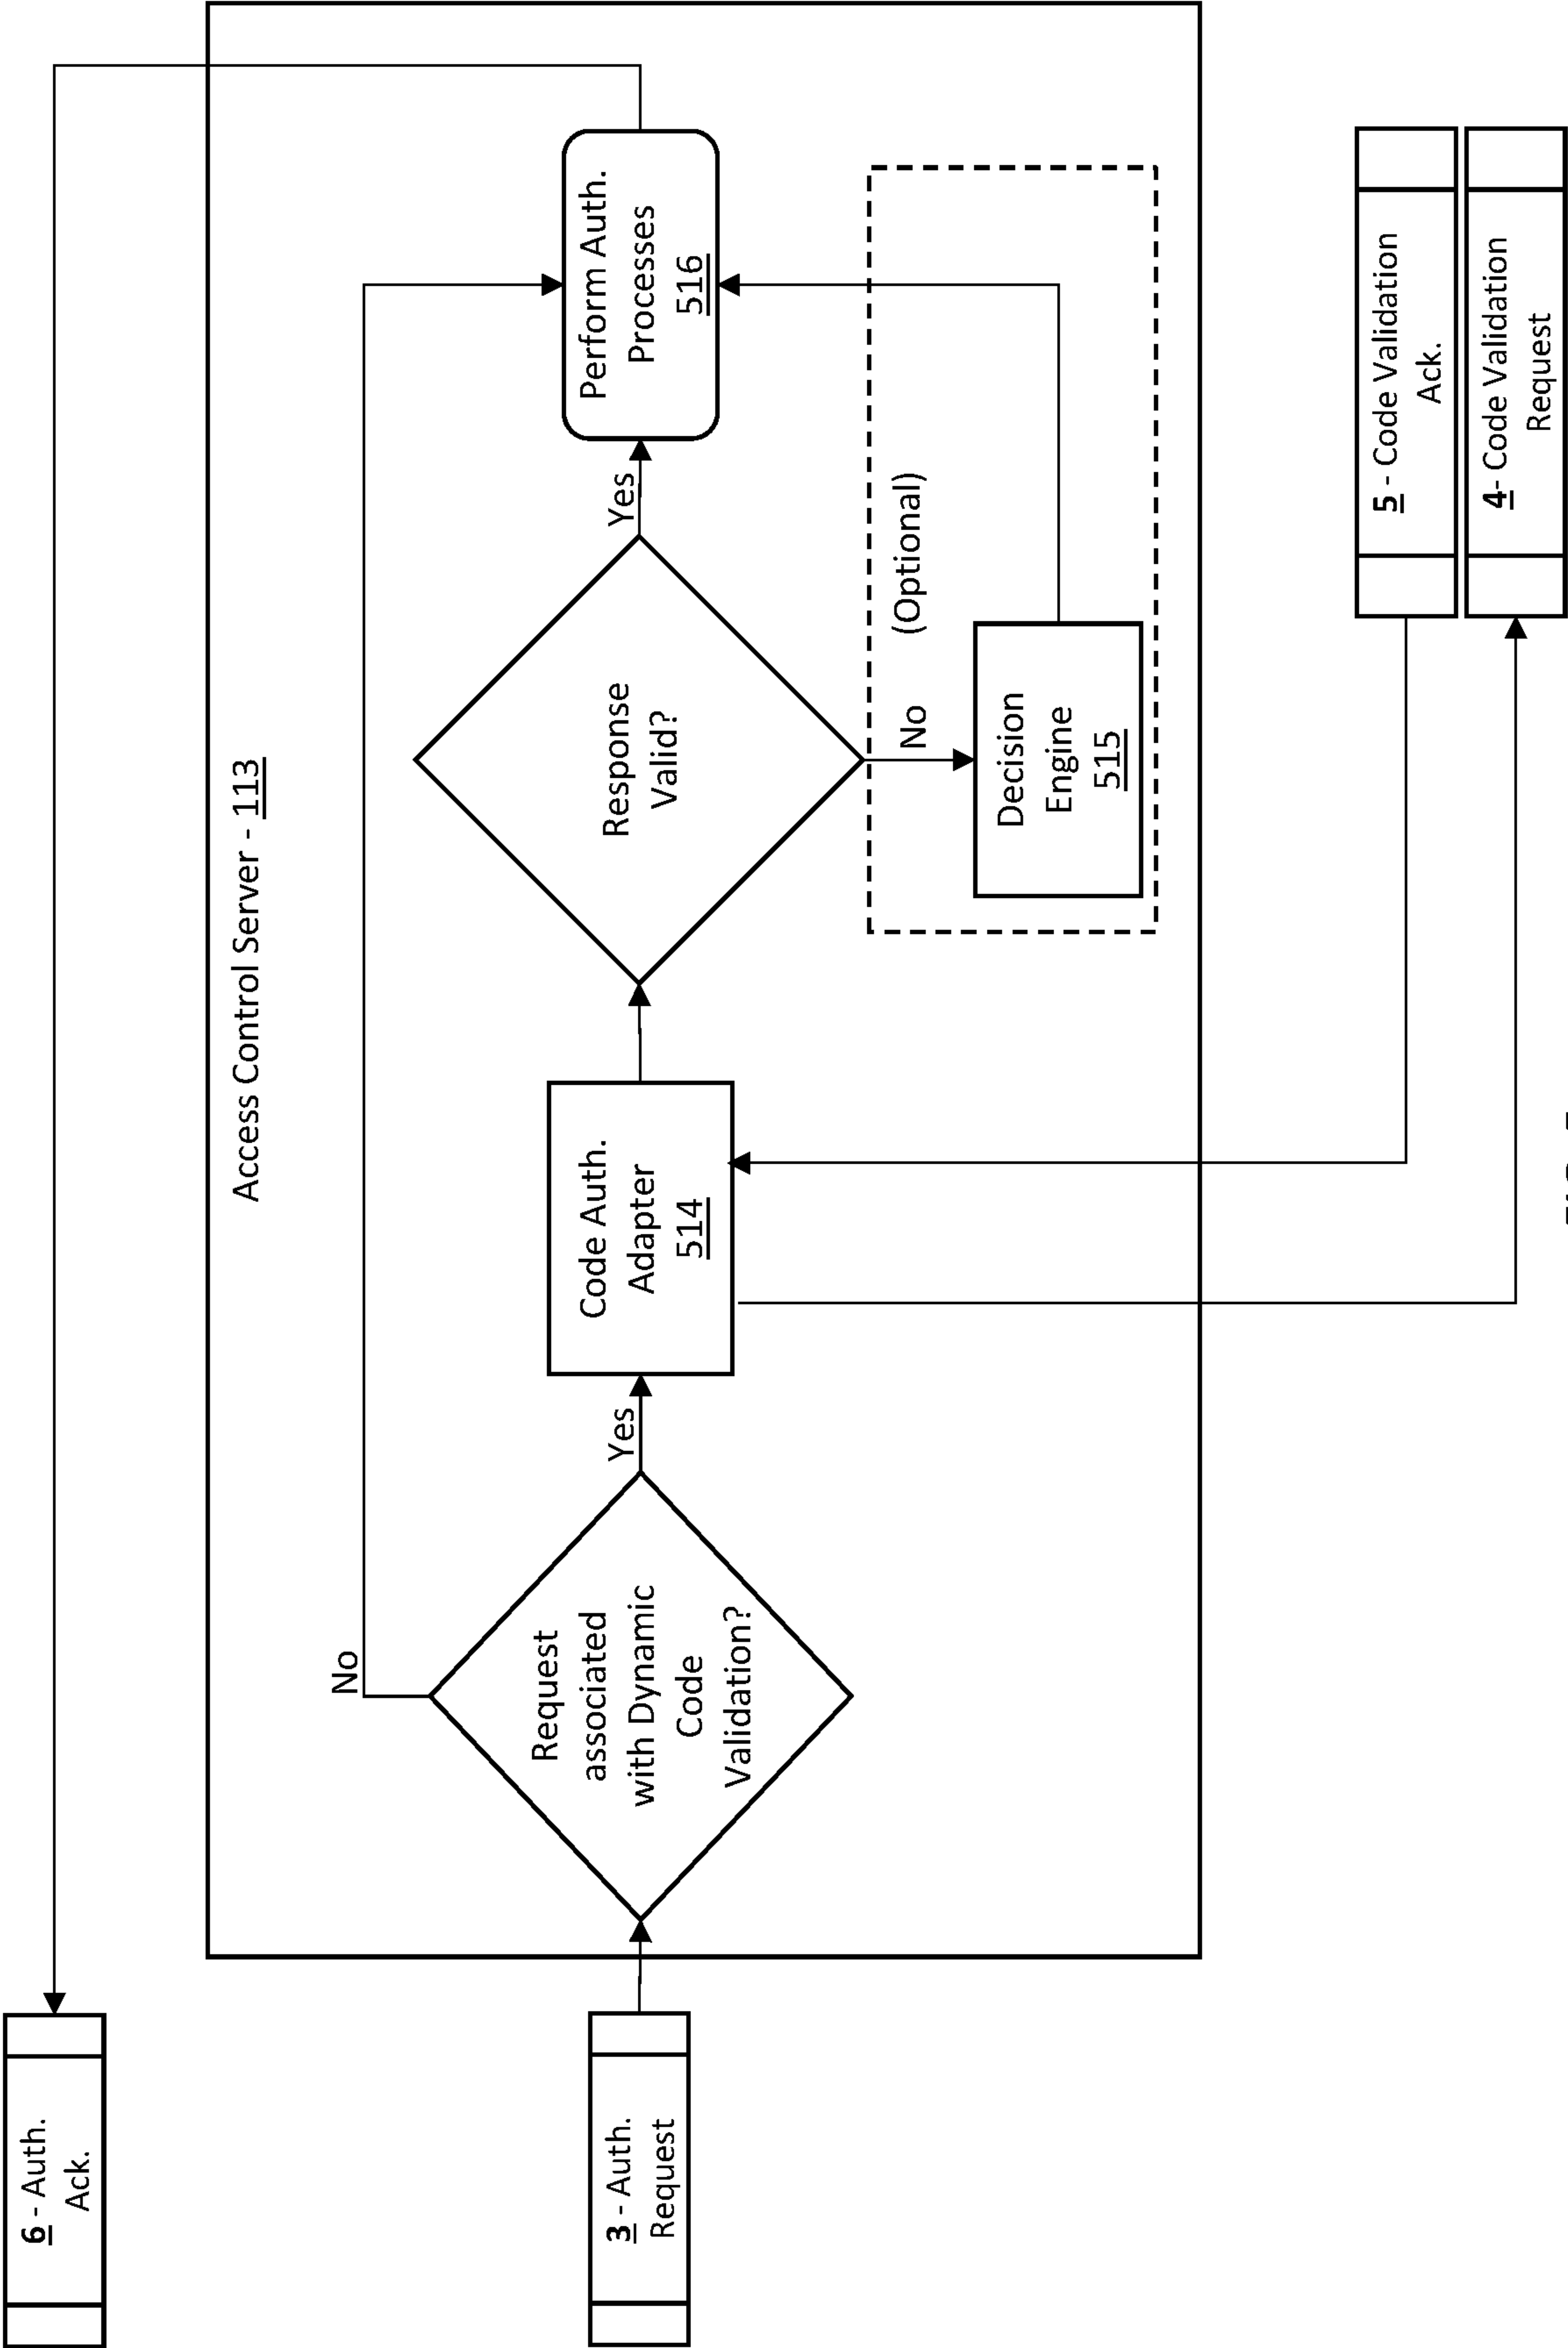 6 - Auth.
Ack.
Access Control Server - 113
No
3 - Auth.
Request
Request
associated
with Dynamic
Code
Validation?
Yes
Code Auth.
Adapter
514
Response
Valid?
Yes
Perform Auth.
Processes
516
No
(Optional)
Decision
Engine
515
5 - Code Validation
Ack.
4- Code Validation
Request